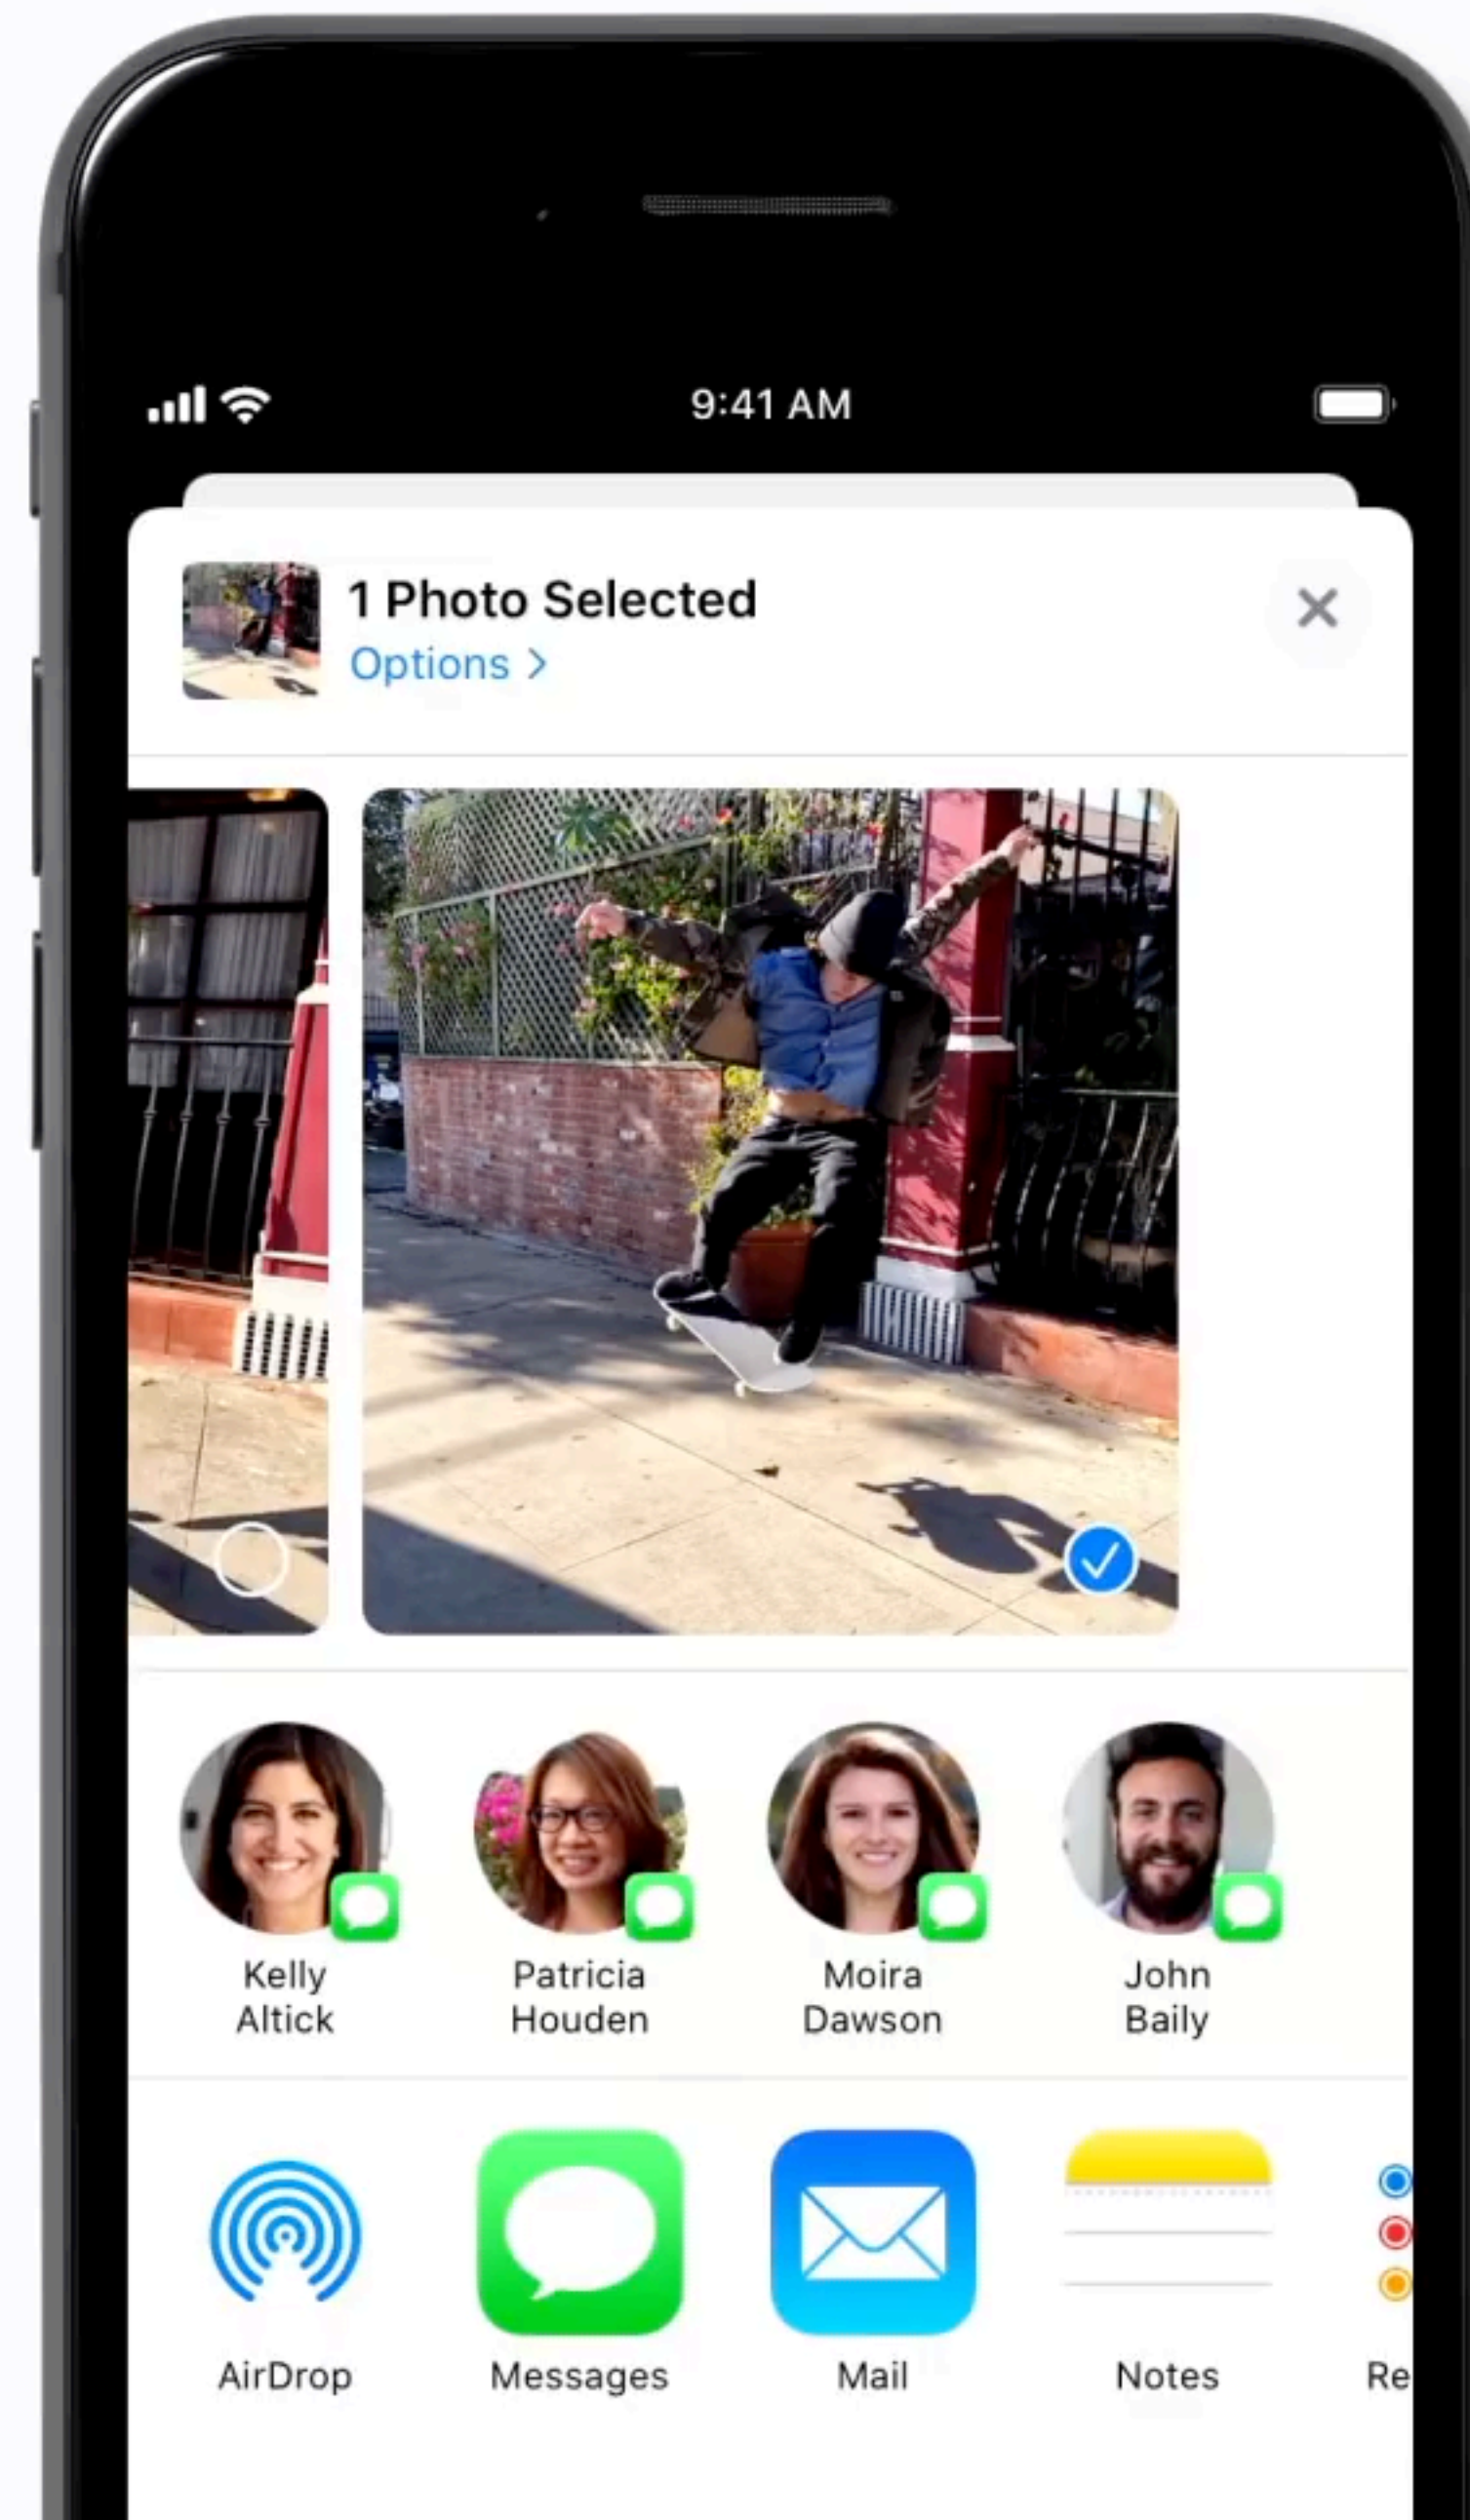 9:41 AM
1 Photo Selected
Options >
Kelly
Altick
Patricia
Houden
Moira
Dawson
John
Baily
AirDrop
Messages
Mail
Notes
Re